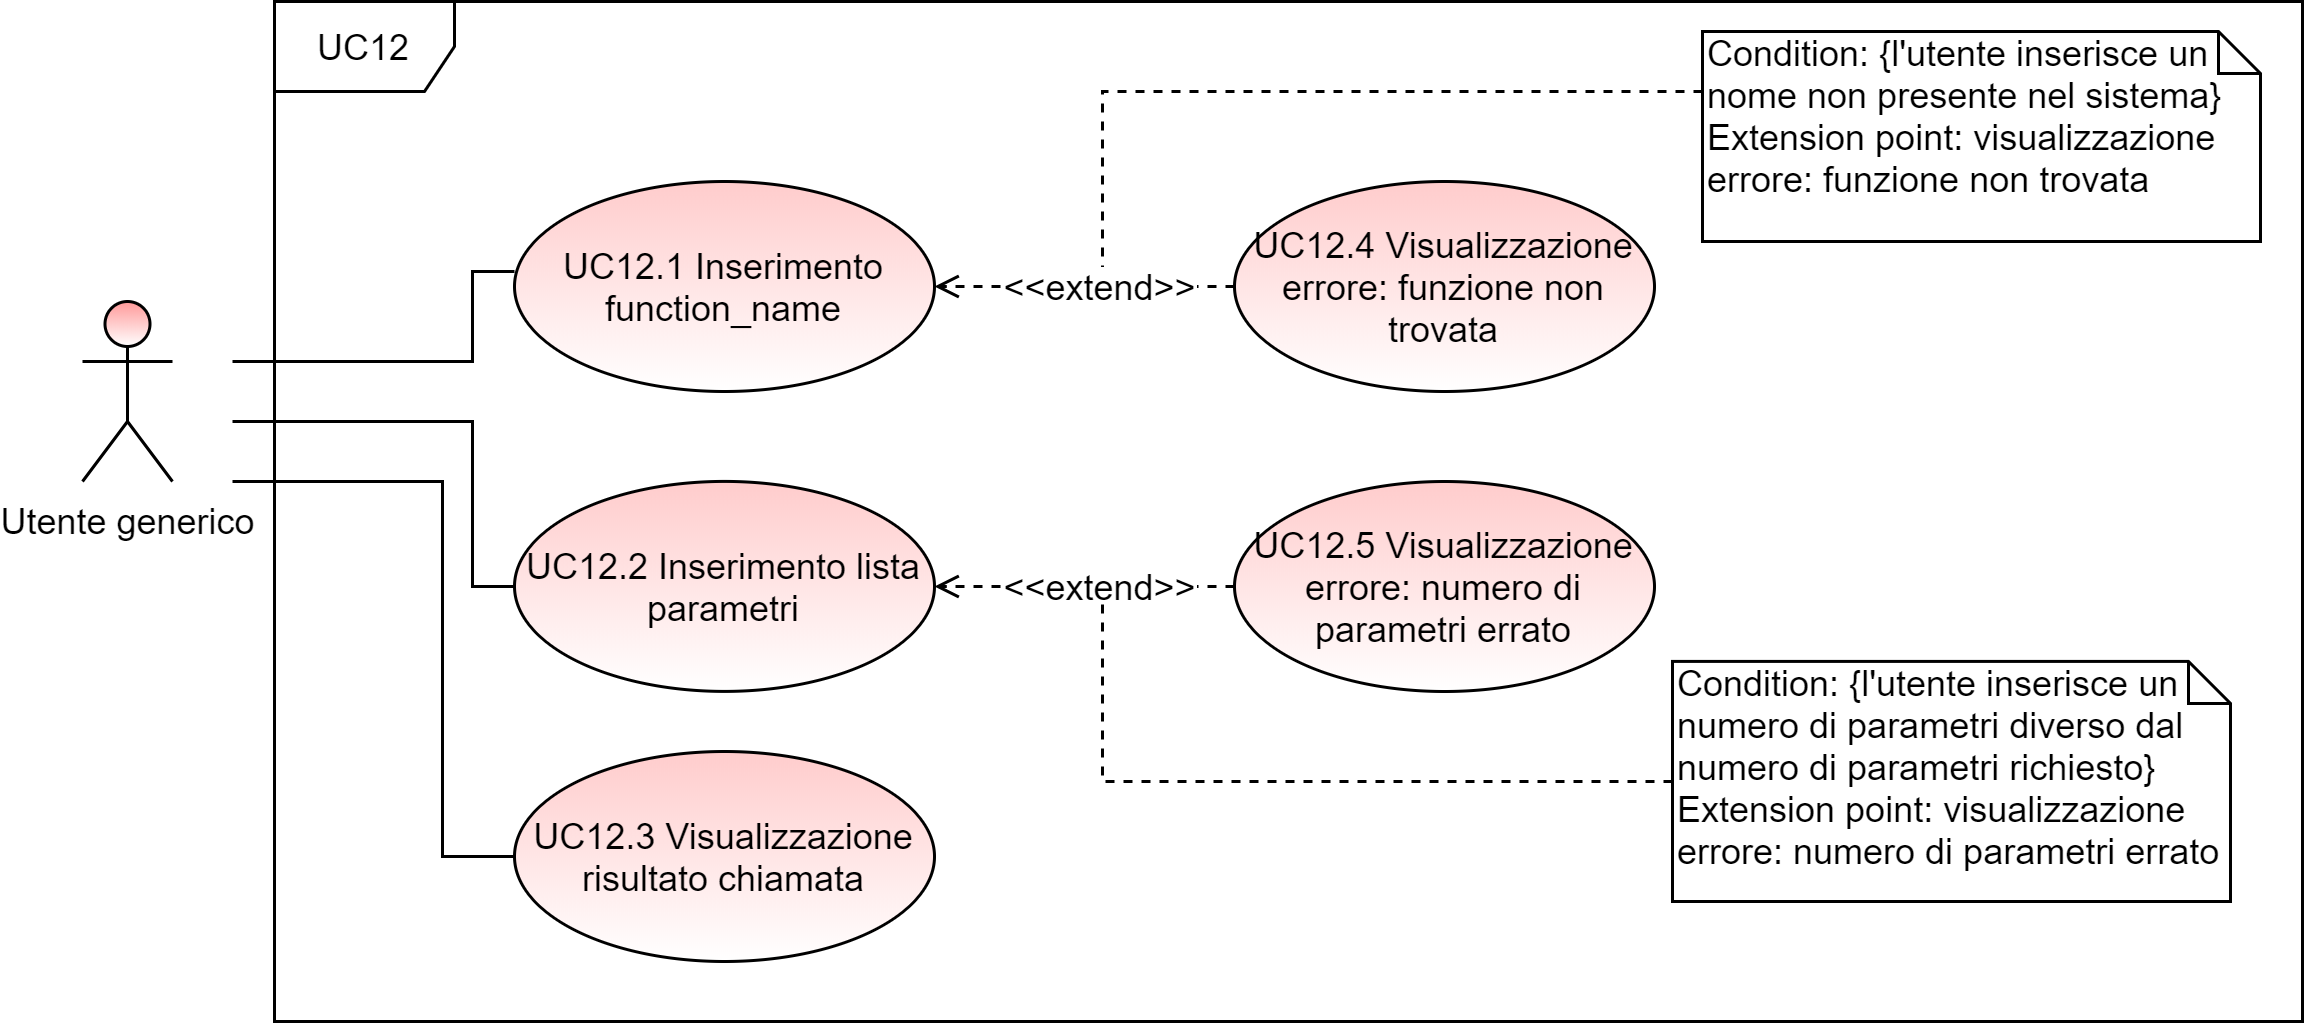 UC12
Condition: {l'utente inserisce un
nome non presente nel sistema}
Extension point: visualizzazione
errore: funzione non trovata
UC12.1 Inserimento
function_name
<<extend>>
UC12.4 Visualizzazione
errore: funzione non
trovata
Utente generico
UC12.2 Inserimento lista
parametri
<<extend>>
UC12.5 Visualizzazione
errore: numero di
parametri errato
Condition: {l'utente inserisce un
numero di parametri diverso dal
numero di parametri richiesto}
Extension point: visualizzazione
errore: numero di parametri errato
UC12.3 Visualizzazione
risultato chiamata